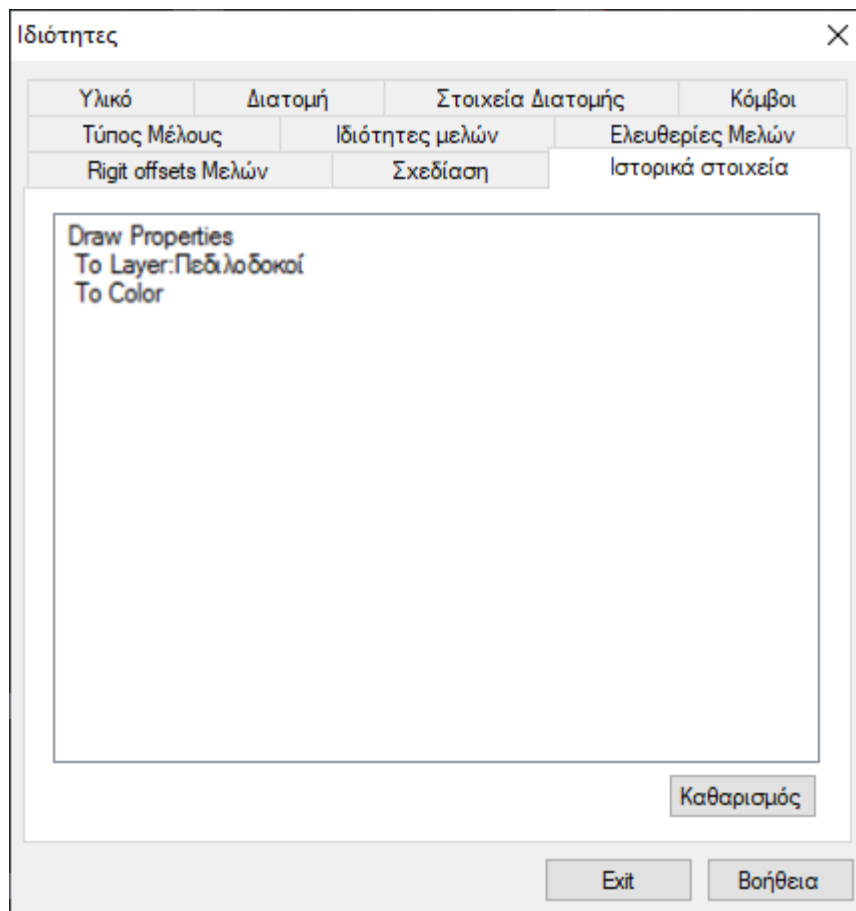 Ιδιότητες
Υλικό Διατομή Στοιχεία Διατομής Κόμβοι
Τύπος Μέλους Ιδιότητες μελών Ελευθερίες Μελών
Rigit offsets Μελών Σχεδίαση Ιστορικά στοιχεία
Draw Properties
To Layer:Πεδιλοδοκοί
To Color
Καθαρισμός
Exit Βοήθεια